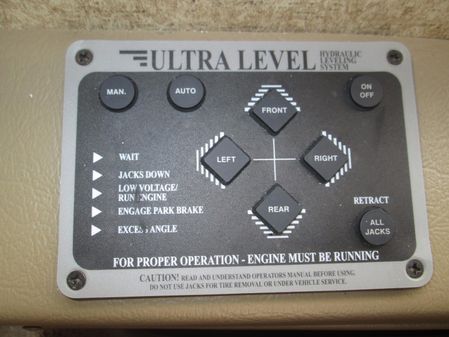 ULTRA LEVEL
HYDRAULIC
LEVELING
SYSTEM
MAN.
AUTO
FRONT
ON
OFF
LEFT
RIGHT
REAR
WAIT
JACKS DOWN
LOW VOLTAGE/
RUN ENGINE
ENGAGE PARK BRAKE
EXCESS ANGLE
RETRACT
ALL
JACKS
FOR PROPER OPERATION - ENGINE MUST BE RUNNING
CAUTION! READ AND UNDERSTAND OPERATORS MANUAL BEFORE USING.
DO NOT USE JACKS FOR TIRE REMOVAL OR UNDER VEHICLE SERVICE.